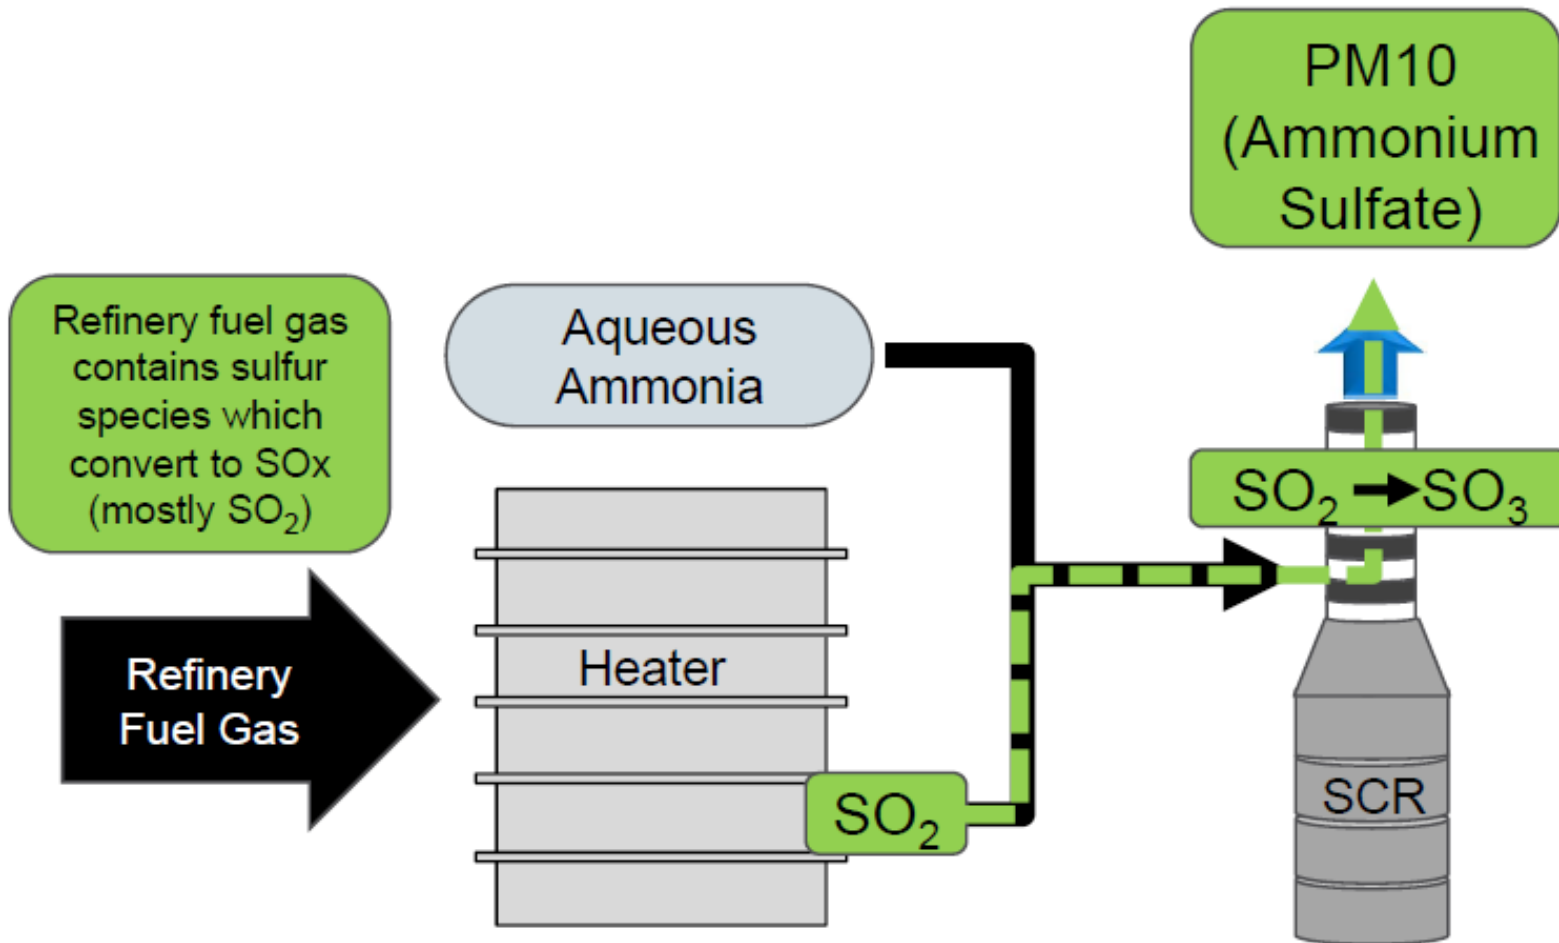 PM10
(Ammonium
Sulfate)
Refinery fuel gas
contains sulfur
species which
convert to SOx
(mostly SO₂)
Aqueous
Ammonia
SO₂ → SO₃
Heater
Refinery
Fuel Gas
SO₂
SCR